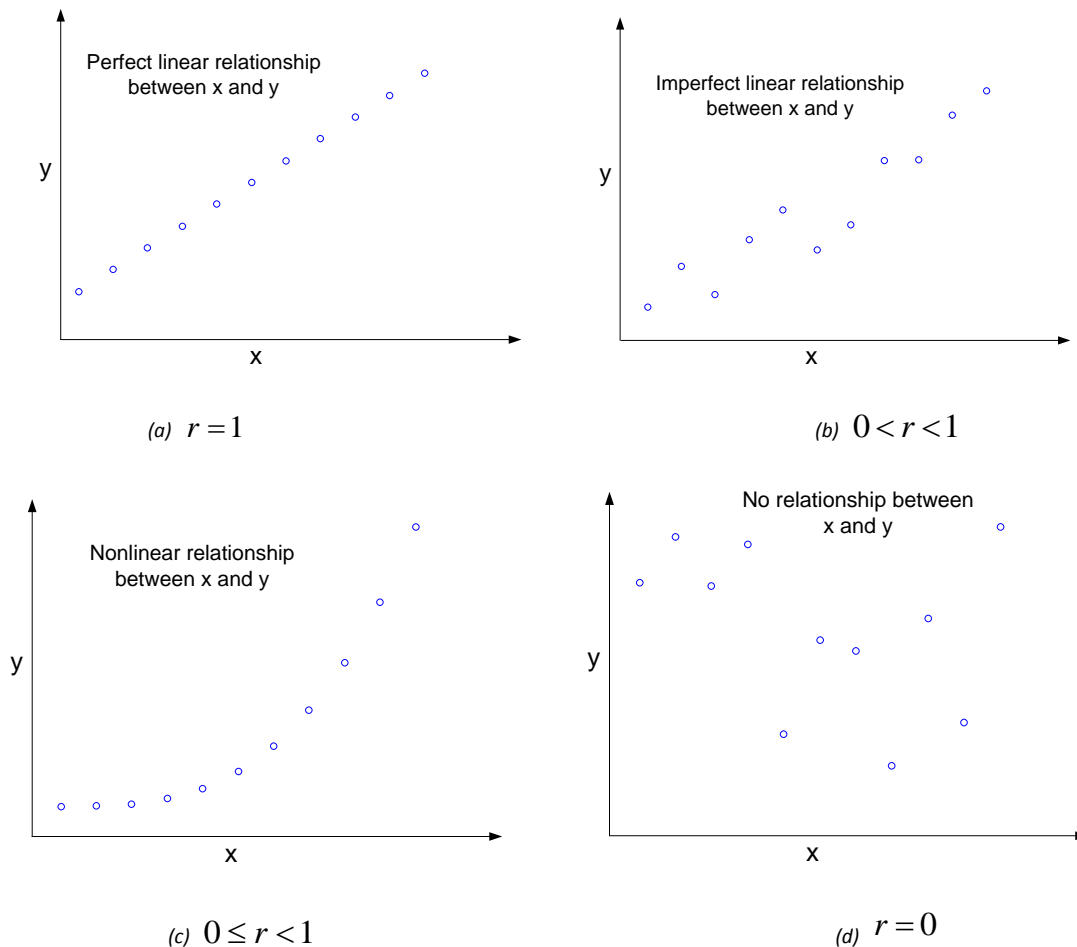 Perfect linear relationship
between x and y
y
x
(a) r = 1
Imperfect linear relationship
between x and y
y
x
(b) 0 < r < 1
Nonlinear relationship
between x and y
y
x
(c) 0 ≤ r < 1
No relationship between
x and y
y
x
(d) r = 0